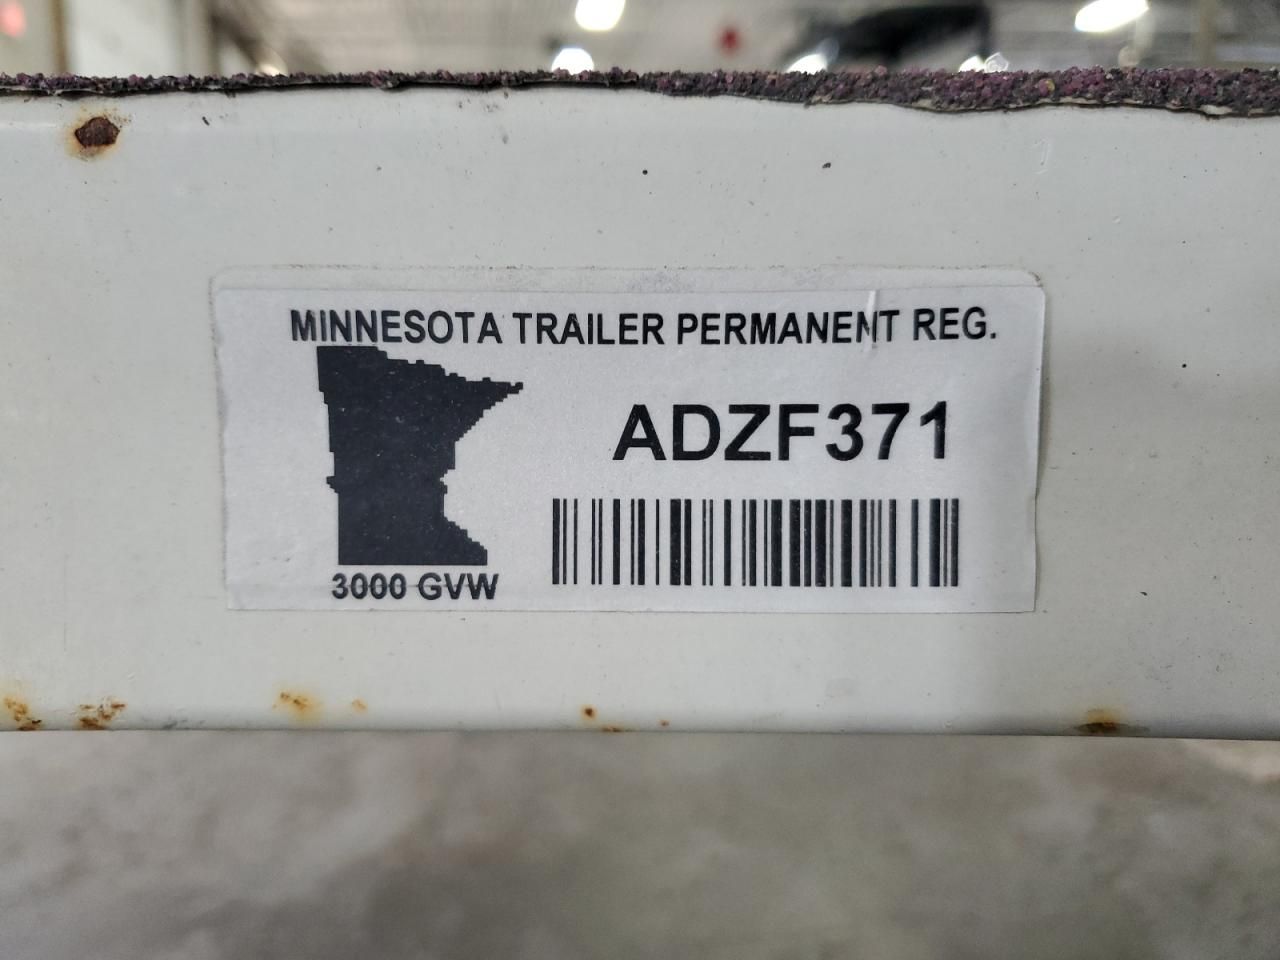 MINNESOTA TRAILER PERMANENT REG.
ADZF371
3000 GVW